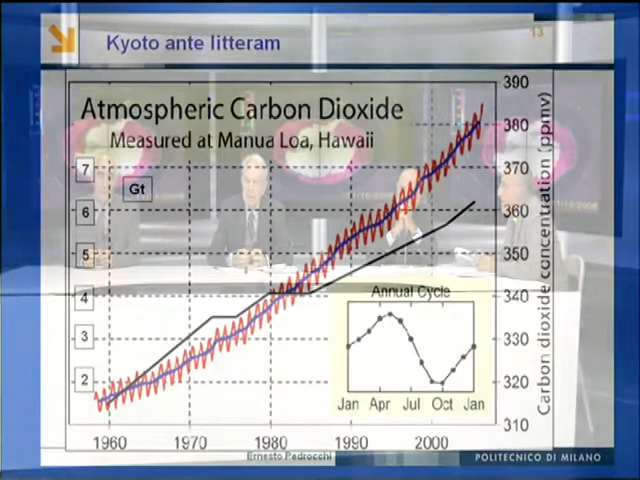 13
Kyoto ante litteram
Atmospheric Carbon Dioxide
Measured at Manua Loa, Hawaii
Gt
7
6
5
4
3
2
390
380
370
360
350
340
330
320
310
Carbon dioxide concentration (ppmv)
Annual Cycle
Jan Apr Jul Oct Jan
1960 1970 1980 1990 2000
Ernesto Pedrocchi
POLITECNICO DI MILANO